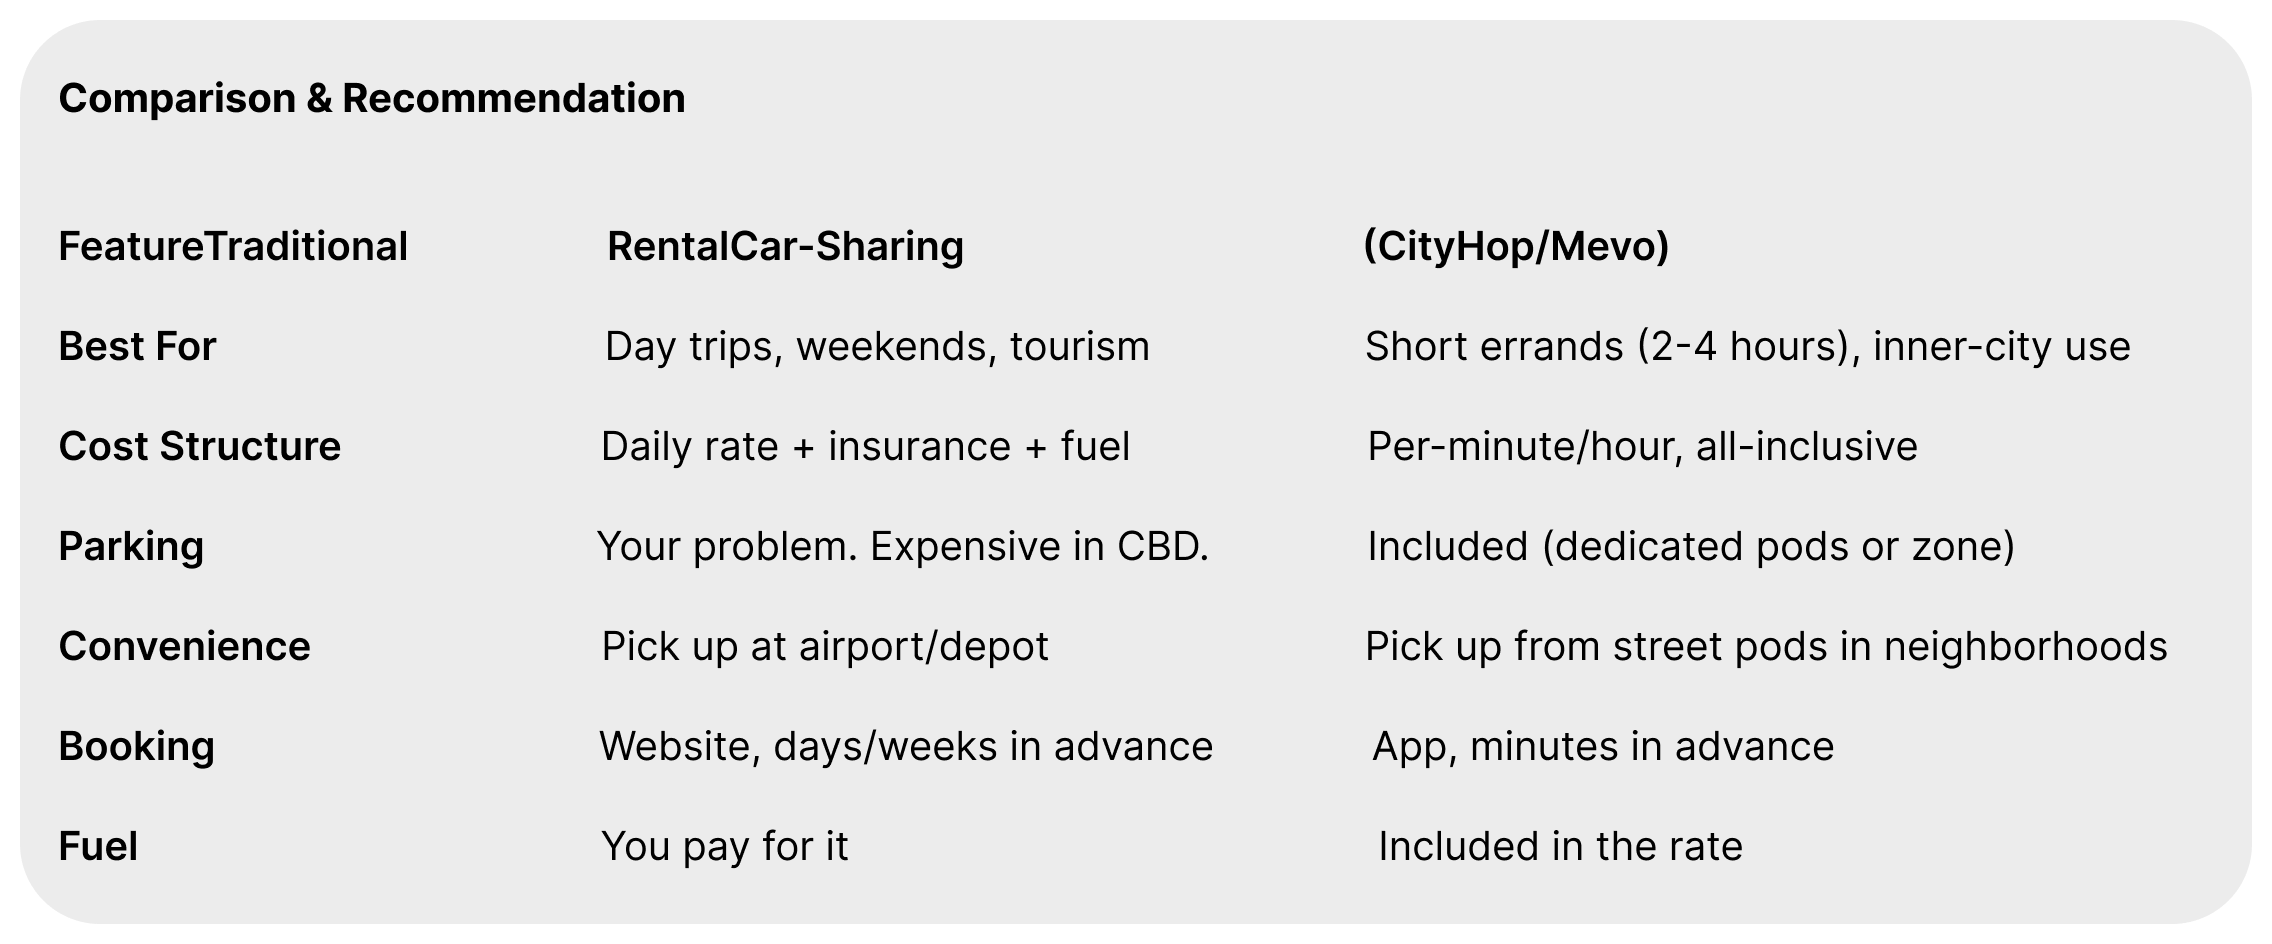 Comparison & Recommendation
FeatureTraditional RentalCar-Sharing (CityHop/Mevo)
Best For Day trips, weekends, tourism Short errands (2-4 hours), inner-city use
Cost Structure Daily rate + insurance + fuel Per-minute/hour, all-inclusive
Parking Your problem. Expensive in CBD. Included (dedicated pods or zone)
Convenience Pick up at airport/depot Pick up from street pods in neighborhoods
Booking Website, days/weeks in advance App, minutes in advance
Fuel You pay for it Included in the rate